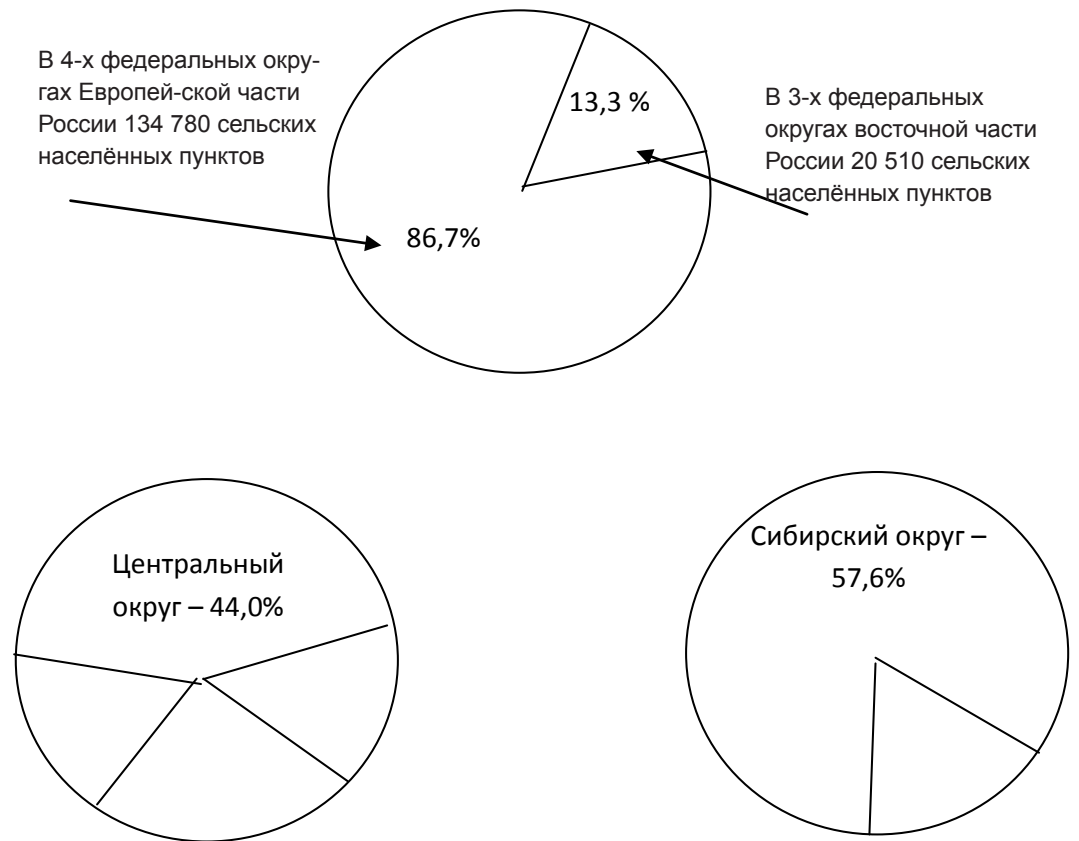 В 4-х федеральных окру-
гах Европей-ской части
России 134 780 сельских
населённых пунктов
13,3 %
В 3-х федеральных
округах восточной части
России 20 510 сельских
населённых пунктов
86,7%
Центральный
округ – 44,0%
Сибирский округ –
57,6%